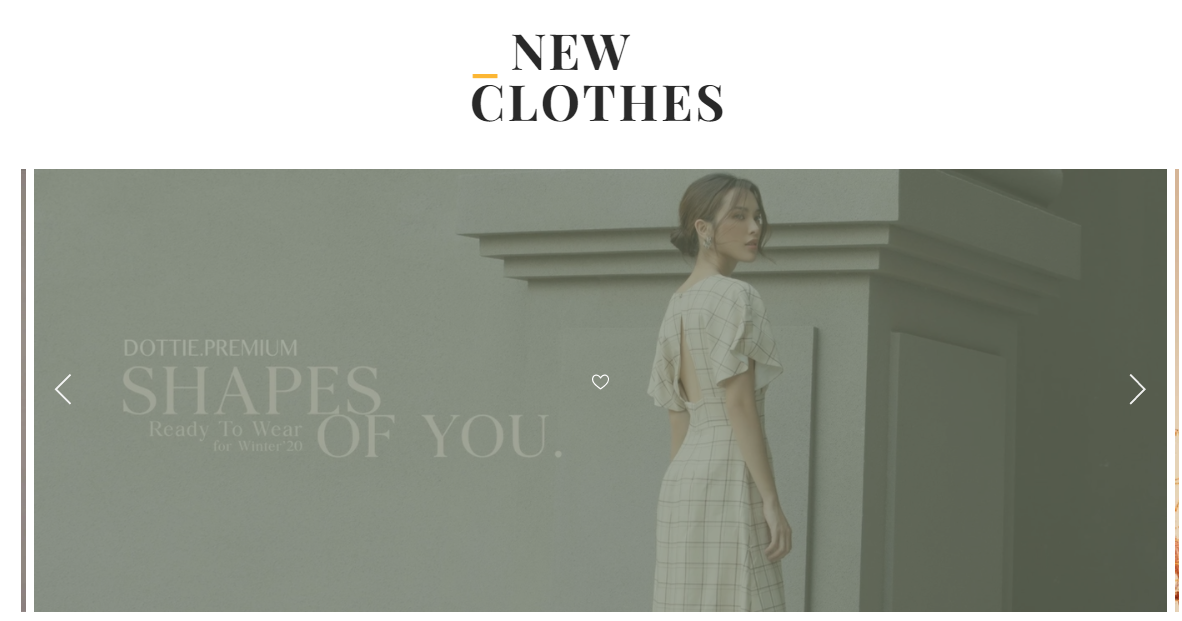 NEW
CLOTHES
DOTTIE.PREMIUM
SHAPES
Ready To Wear
for Winter'20
OF YOU.